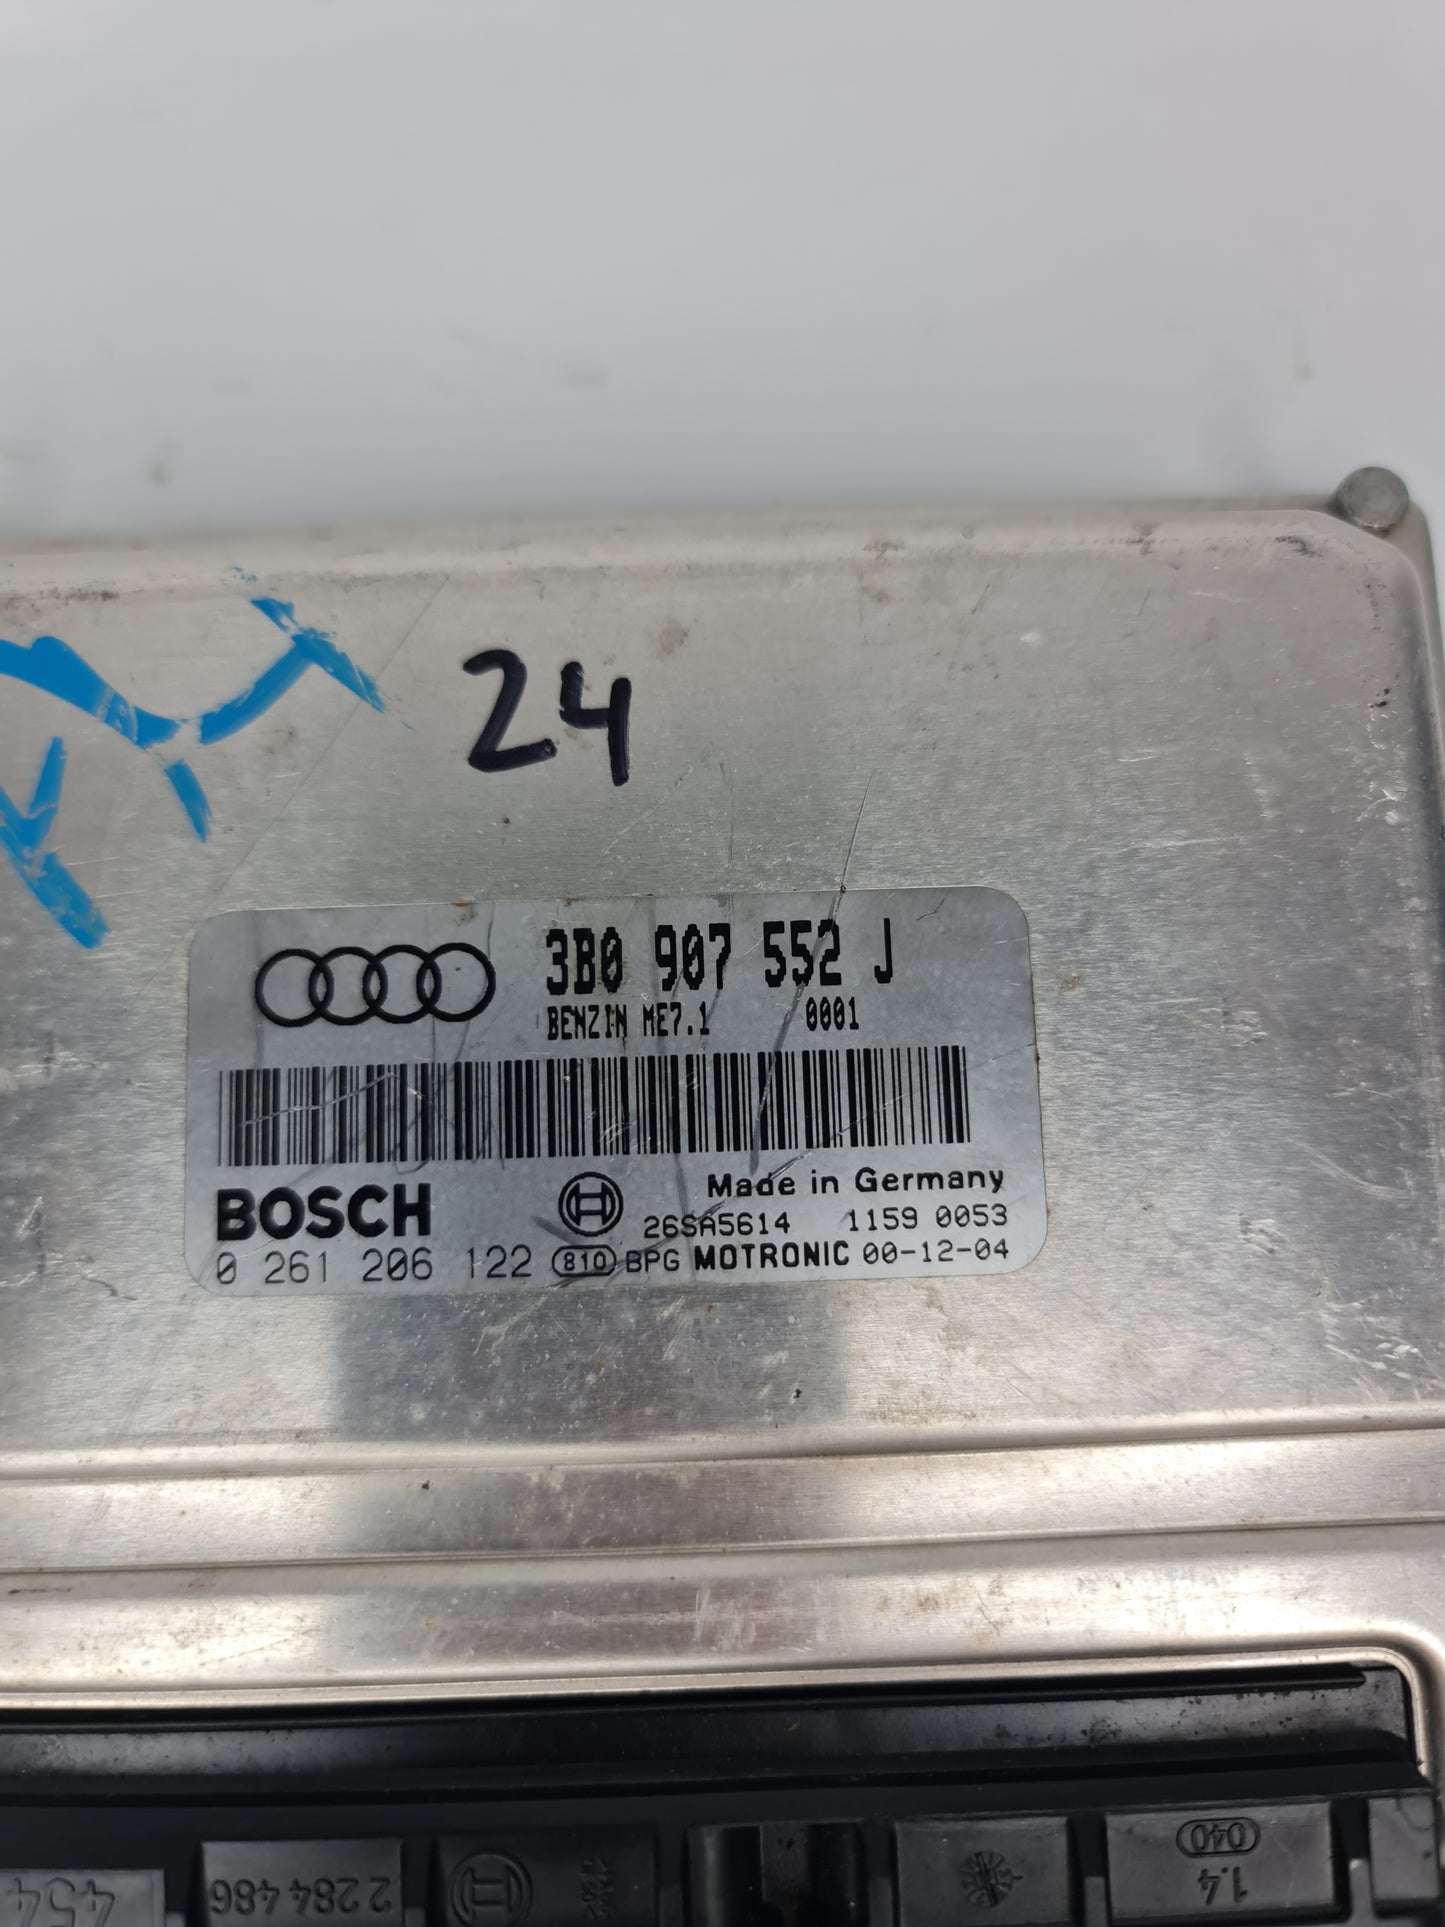 24
3B0 907 552 J
BENZIN ME7.1 0001
Made in Germany
BOSCH 26SA5614 1159 0053
0 261 206 122 810 BPG MOTRONIC 00-12-04
040
454 2284486 1.4